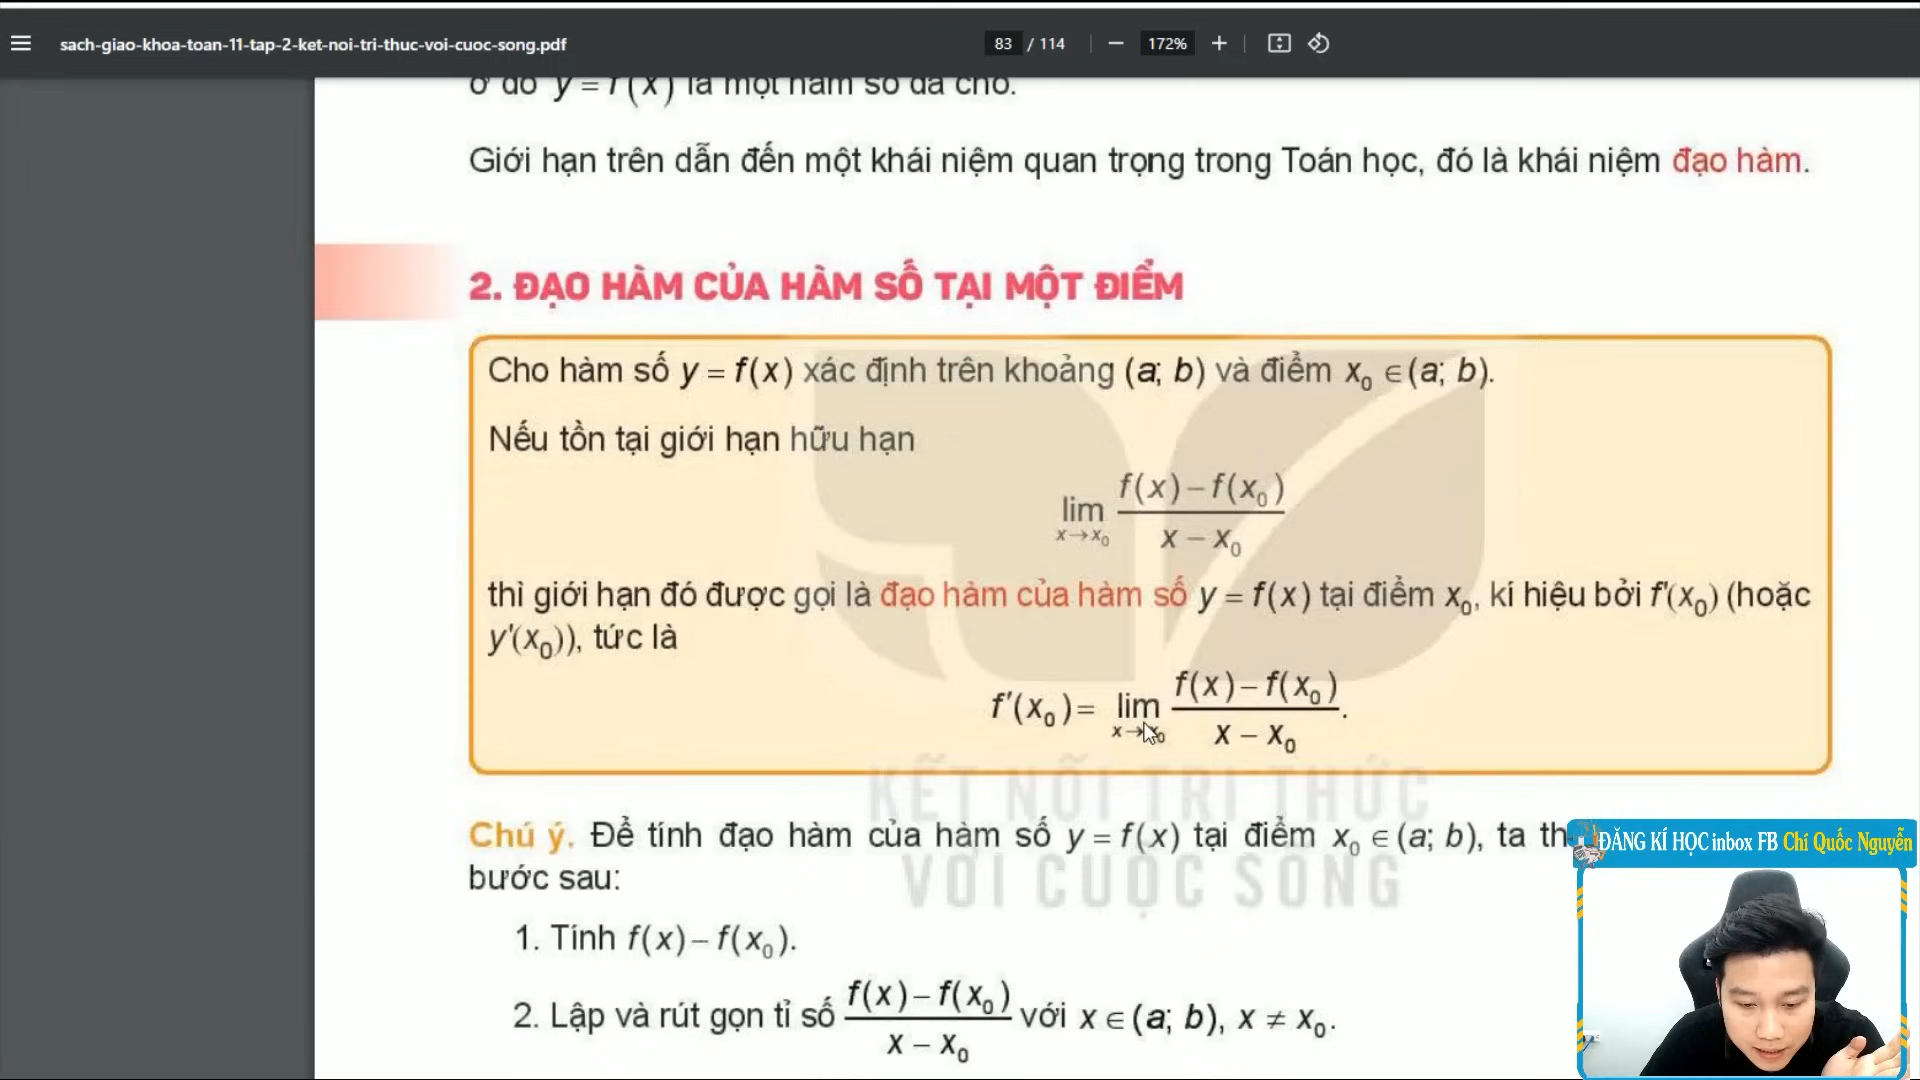 sach-giao-khoa-toan-11-tap-2-ket-noi-tri-thuc-voi-cuoc-song.pdf
83 / 114
172%
ở đó y = f(x) là một hàm số đã cho.
Giới hạn trên dẫn đến một khái niệm quan trọng trong Toán học, đó là khái niệm đạo hàm.
2. ĐẠO HÀM CỦA HÀM SỐ TẠI MỘT ĐIỂM
Cho hàm số y = f(x) xác định trên khoảng (a; b) và điểm x₀ ∈ (a; b).
Nếu tồn tại giới hạn hữu hạn
lim x→x₀ (f(x) – f(x₀)) / (x – x₀)
thì giới hạn đó được gọi là đạo hàm của hàm số y = f(x) tại điểm x₀, kí hiệu bởi f'(x₀) (hoặc
y'(x₀)), tức là
f'(x₀) = lim x→x₀ (f(x) – f(x₀)) / (x – x₀).
KẾT NỐI TRI THỨC
VỚI CUỘC SỐNG
Chú ý. Để tính đạo hàm của hàm số y = f(x) tại điểm x₀ ∈ (a; b), ta th
bước sau:
1. Tính f(x) – f(x₀).
2. Lập và rút gọn tỉ số (f(x) – f(x₀)) / (x – x₀) với x ∈ (a; b), x ≠ x₀.
ĐĂNG KÍ HỌC inbox FB Chí Quốc Nguyễn